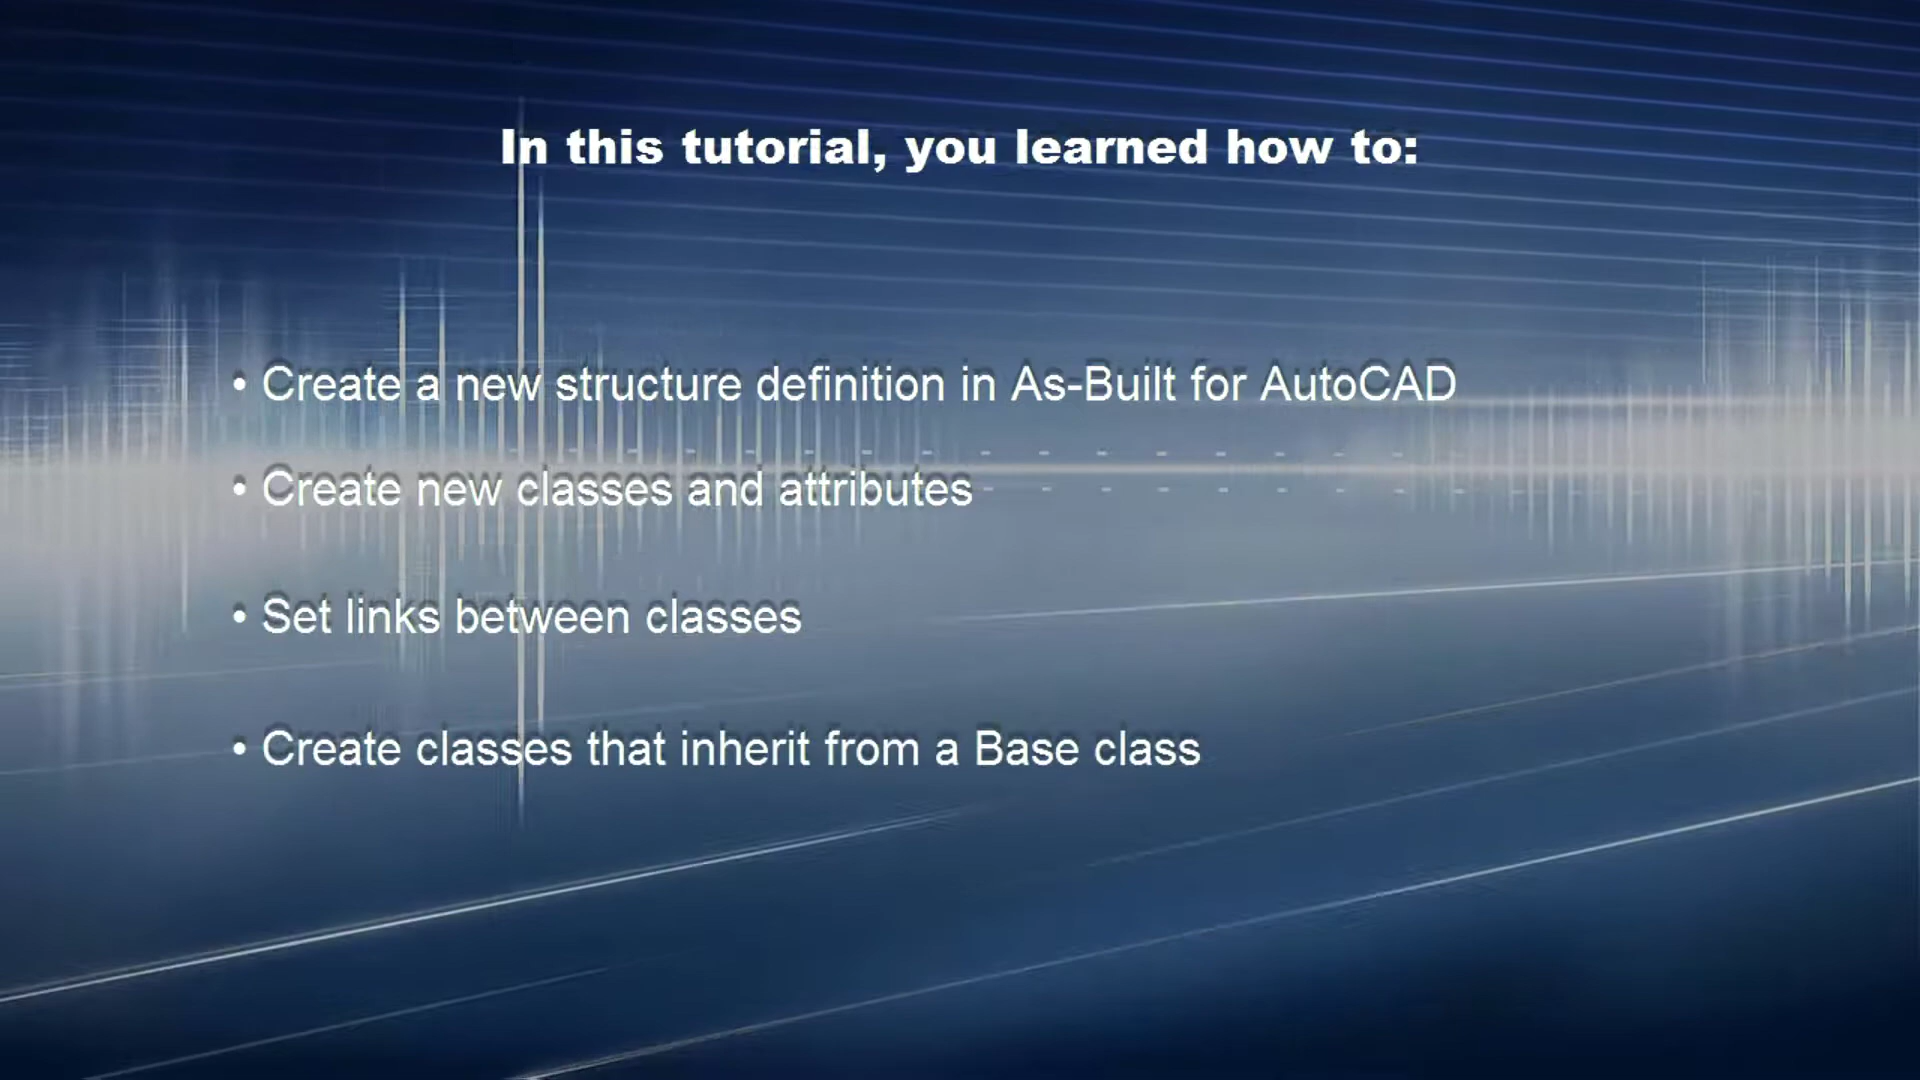 In this tutorial, you learned how to:
• Create a new structure definition in As-Built for AutoCAD
• Create new classes and attributes
• Set links between classes
• Create classes that inherit from a Base class